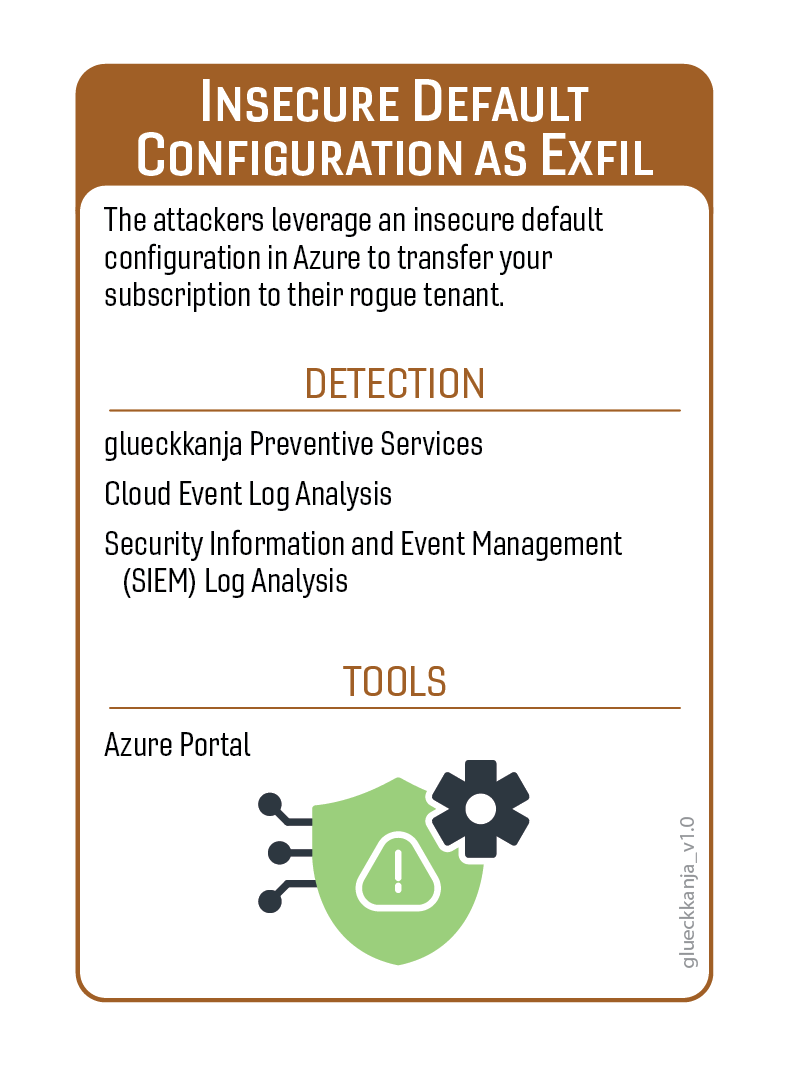 Insecure Default
Configuration as Exfil
The attackers leverage an insecure default
configuration in Azure to transfer your
subscription to their rogue tenant.
DETECTION
glueckkanja Preventive Services
Cloud Event Log Analysis
Security Information and Event Management
(SIEM) Log Analysis
TOOLS
Azure Portal
glueckkanja_v1.0